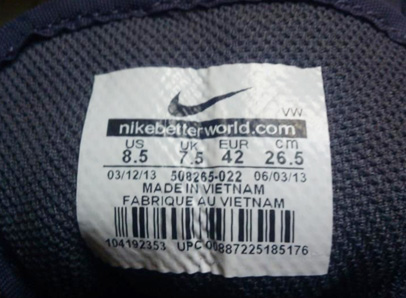 VW
nikebetterworld.com
US UK EUR cm
8.5 7.5 42 26.5
03/12/13 508265-022 06/03/13
MADE IN VIETNAM
FABRIQUE AU VIETNAM
104192353 UPC 00887225185176